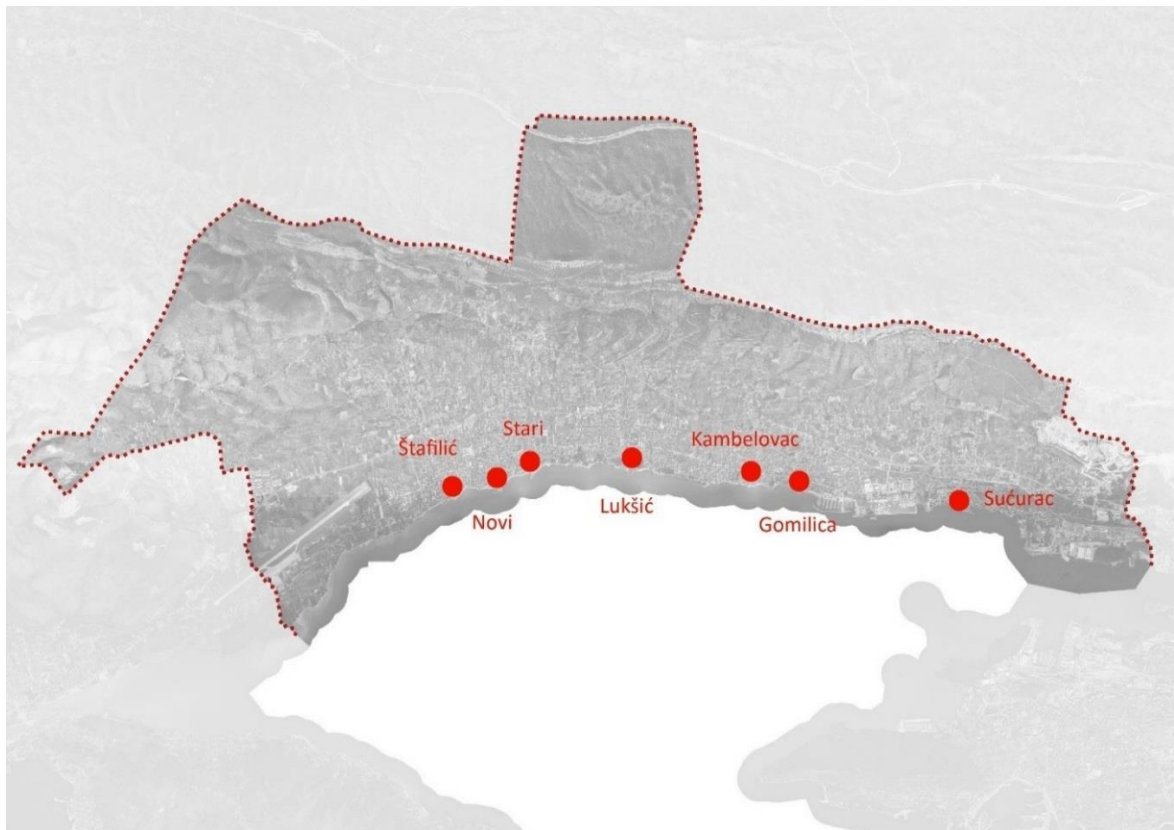 Štafilić
Stari
Novi
Lukšić
Kambelovac
Gomilica
Sućurac